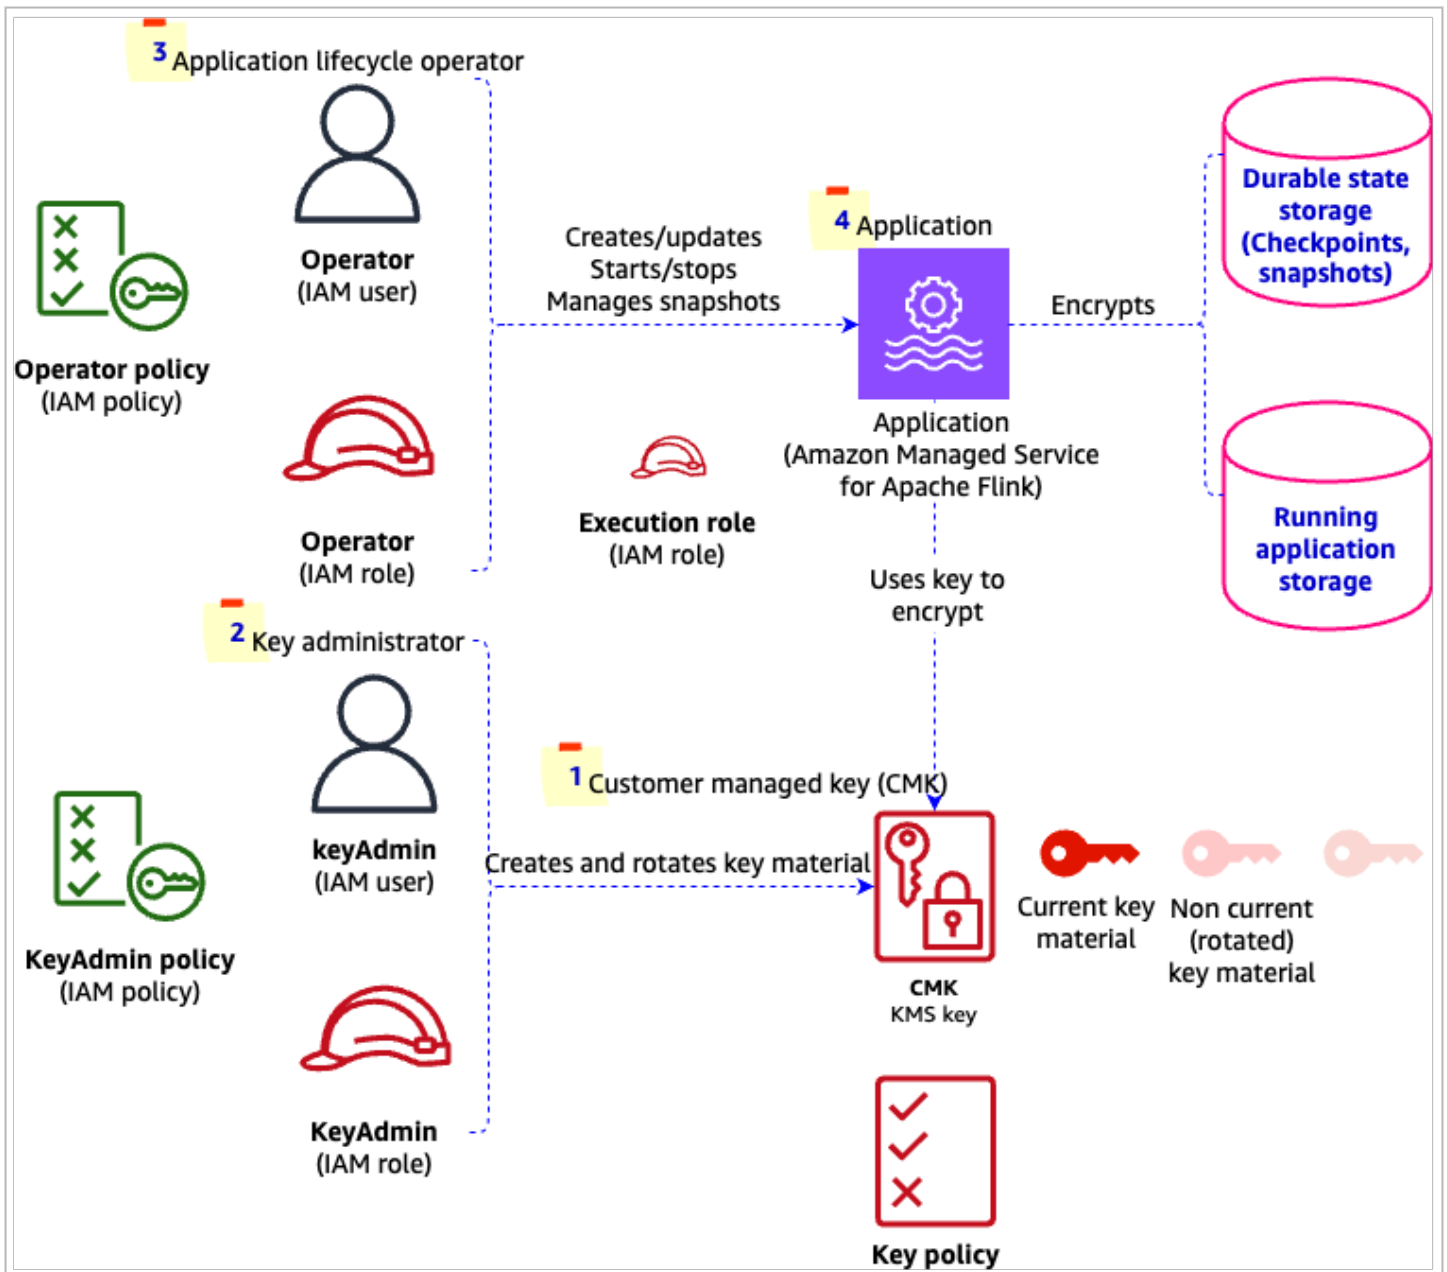 3
Application lifecycle operator
Operator
(IAM user)
Operator policy
(IAM policy)
Operator
(IAM role)
Creates/updates
Starts/stops
Manages snapshots
Execution role
(IAM role)
4
Application
Application
(Amazon Managed Service
for Apache Flink)
Encrypts
Durable state
storage
(Checkpoints,
snapshots)
Running
application
storage
Uses key to
encrypt
2
Key administrator
keyAdmin
(IAM user)
KeyAdmin policy
(IAM policy)
KeyAdmin
(IAM role)
1
Customer managed key (CMK)
Creates and rotates key material
CMK
KMS key
Current key
material
Non current
(rotated)
key material
Key policy